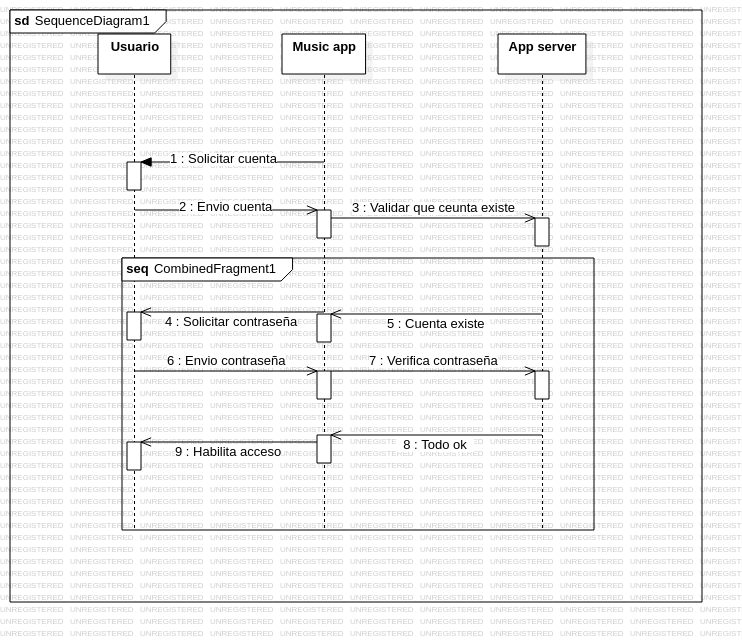 sd SequenceDiagram1
Usuario
Music app
App server
1 : Solicitar cuenta
2 : Envio cuenta
3 : Validar que ceunta existe
seq CombinedFragment1
4 : Solicitar contraseña
5 : Cuenta existe
6 : Envio contraseña
7 : Verifica contraseña
8 : Todo ok
9 : Habilita acceso
UNREGISTERED